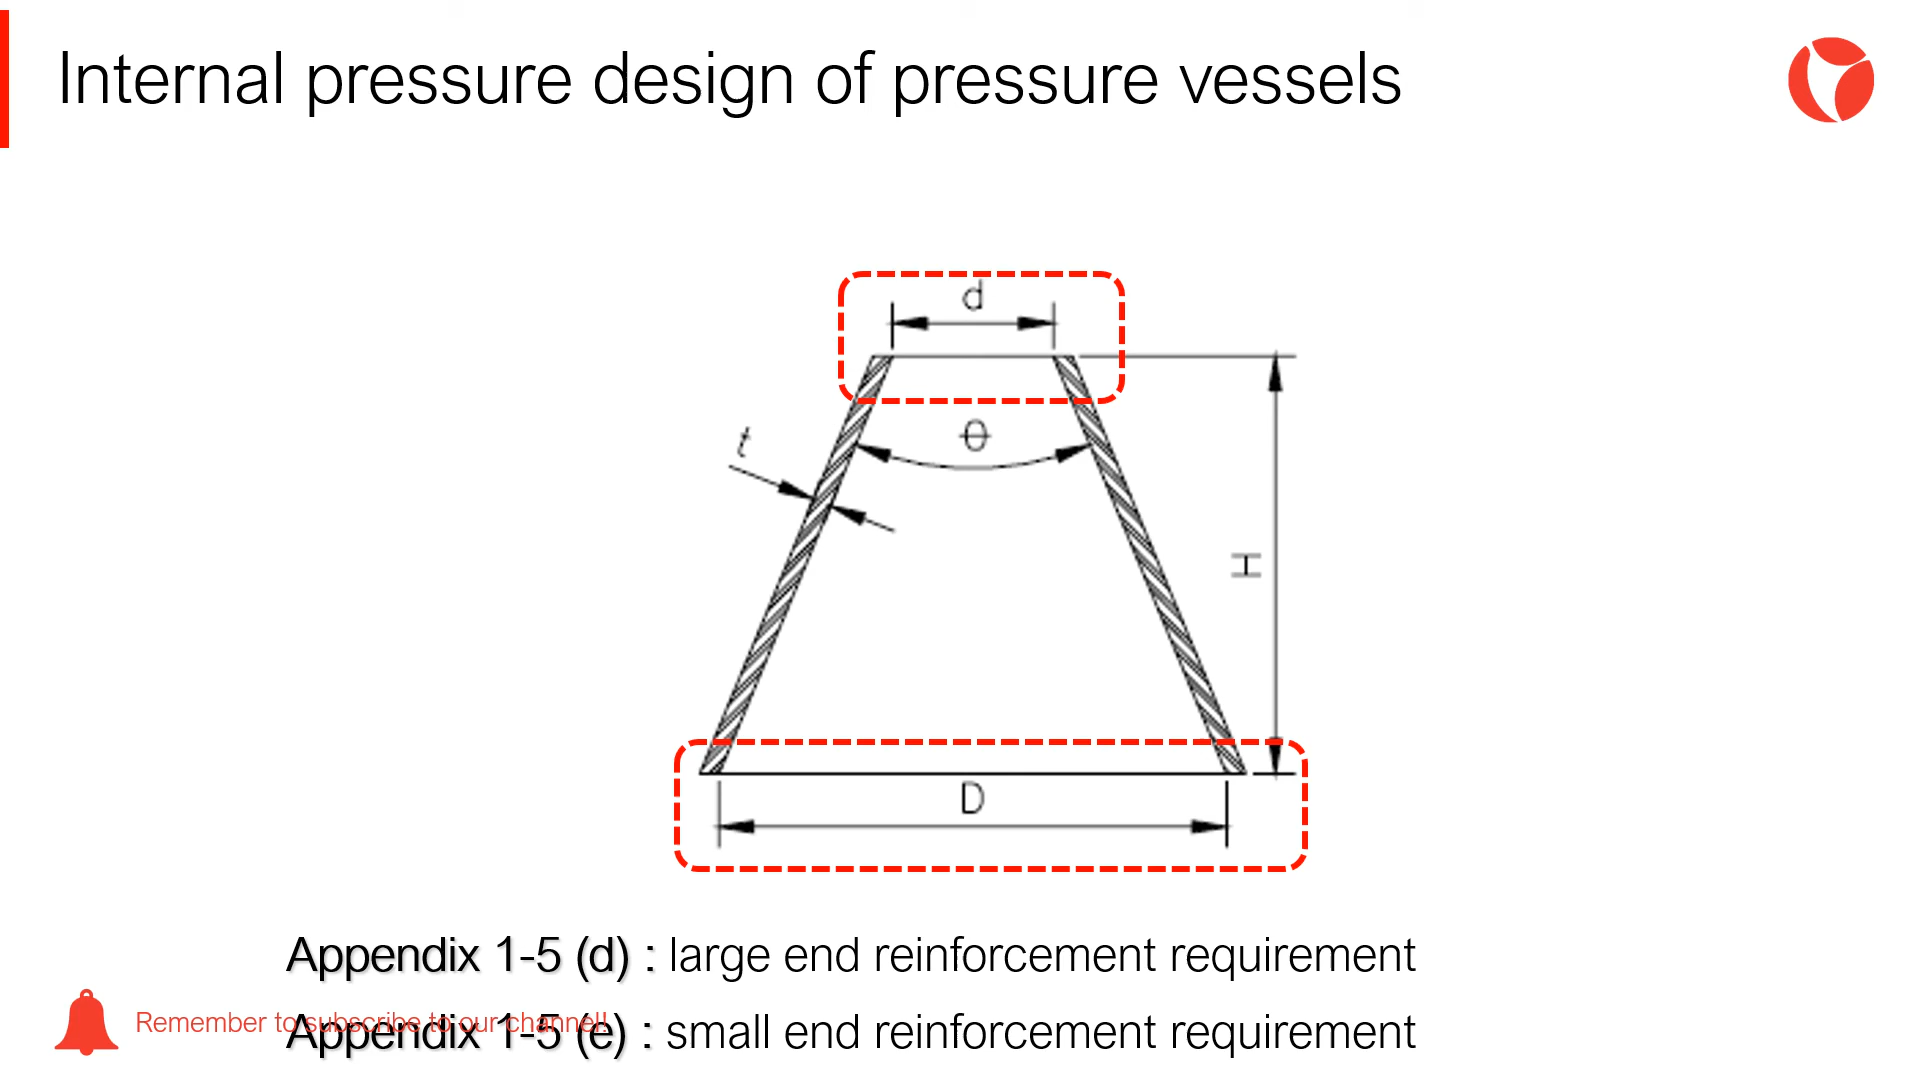 Internal pressure design of pressure vessels
d
θ
t
H
D
Appendix 1-5 (d) : large end reinforcement requirement
Remember to subscribe to our channel!
Appendix 1-5 (e) : small end reinforcement requirement